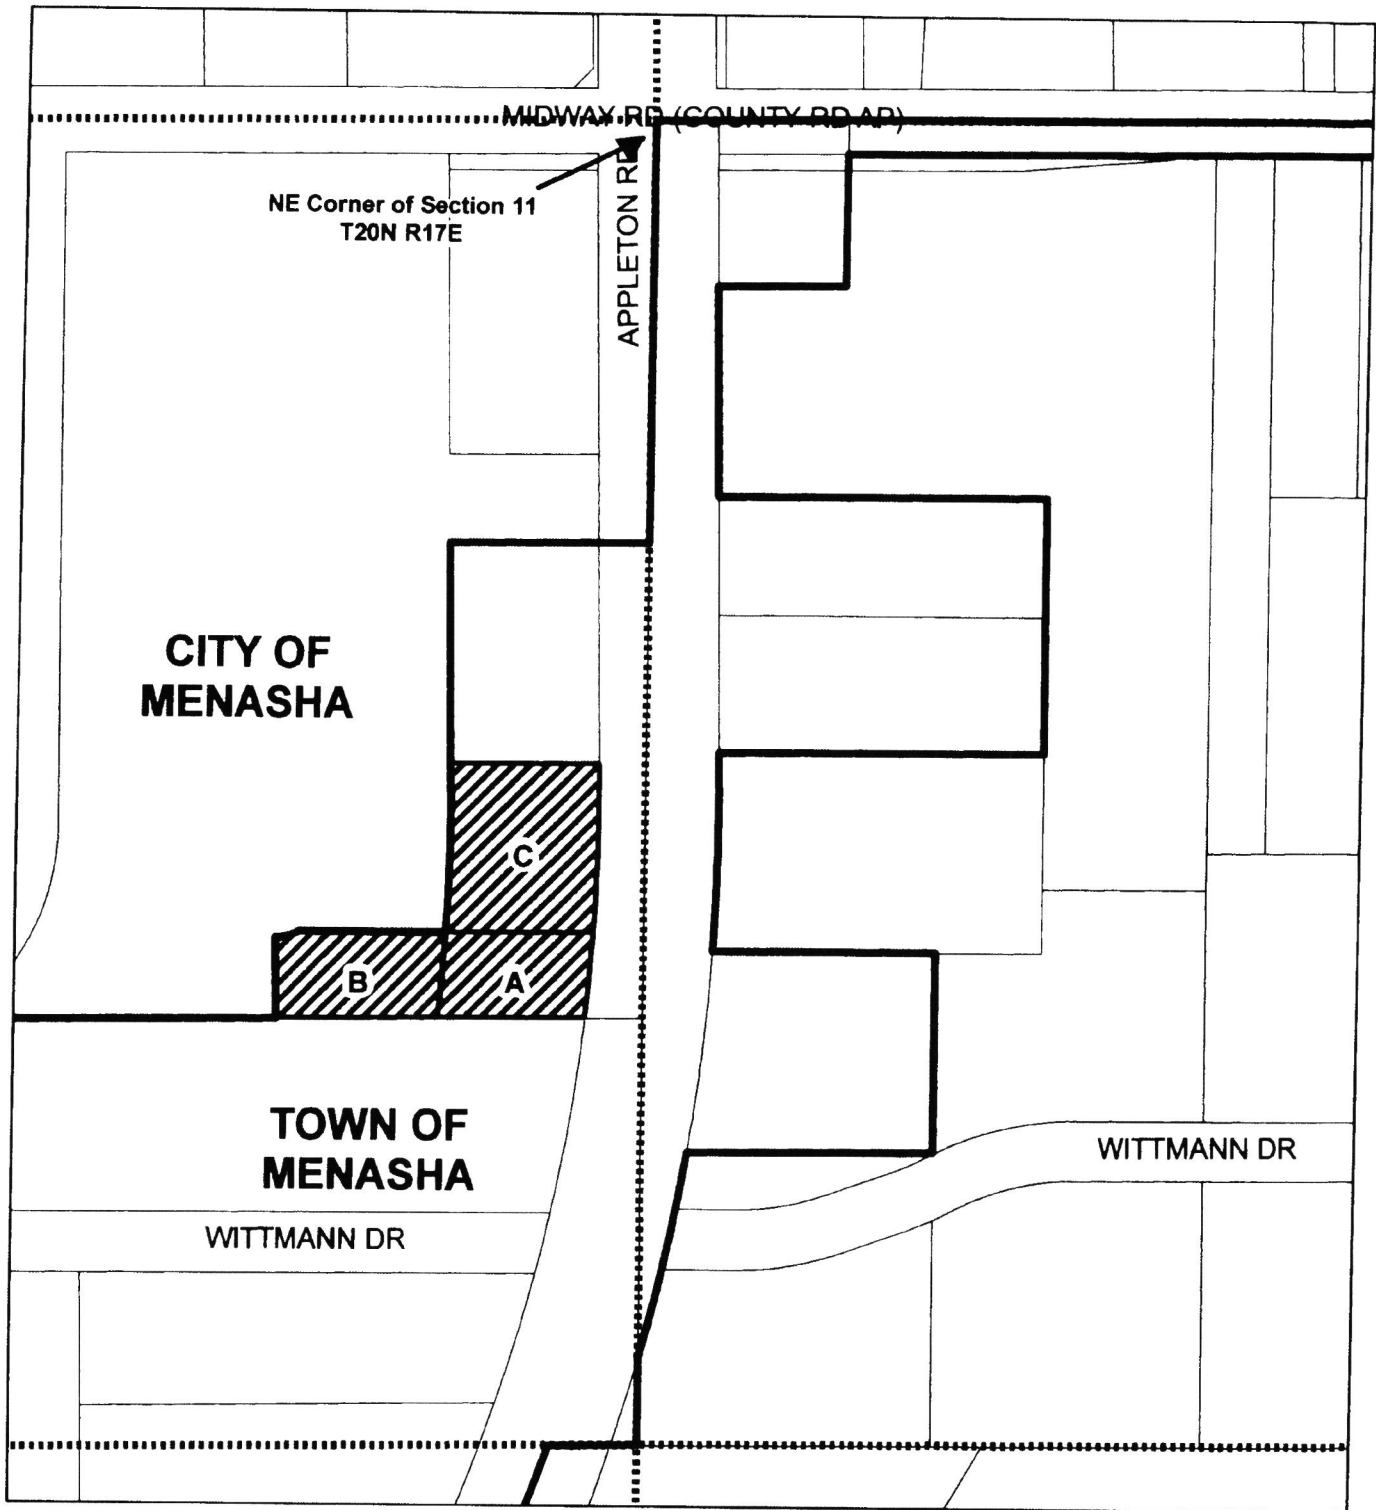 MIDWAY RD (COUNTY RD AP)
NE Corner of Section 11
T20N R17E
APPLETON RD
CITY OF
MENASHA
C
B
A
TOWN OF
MENASHA
WITTMANN DR
WITTMANN DR